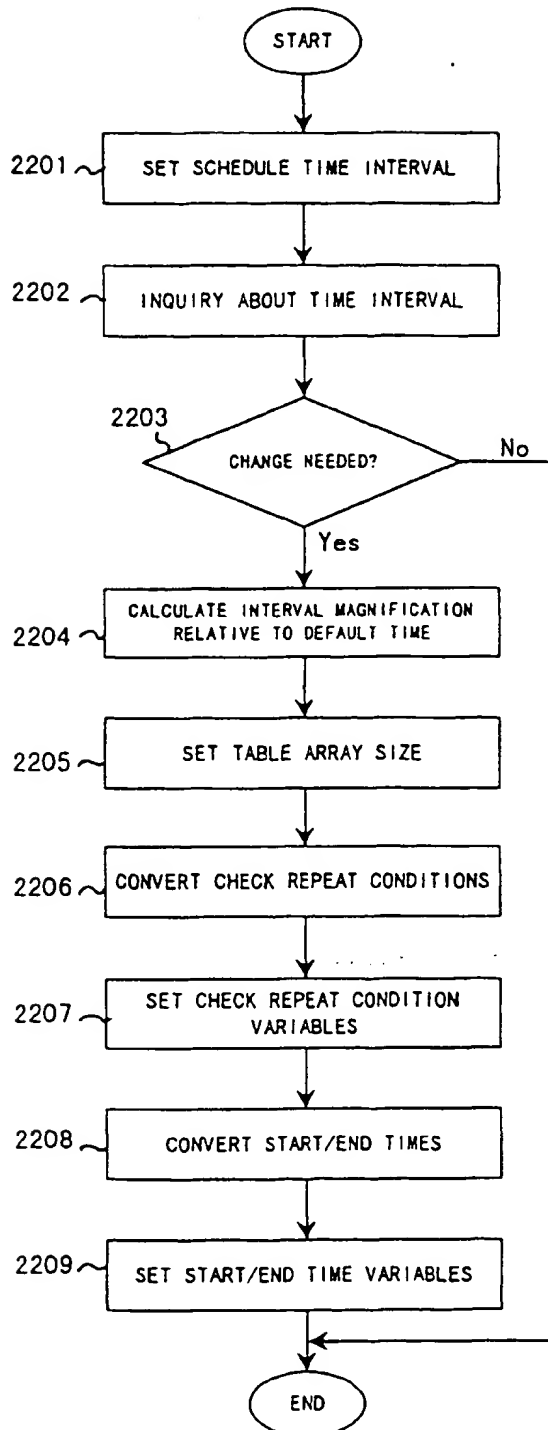 START
2201
SET SCHEDULE TIME INTERVAL
2202
INQUIRY ABOUT TIME INTERVAL
2203
CHANGE NEEDED?
No
Yes
2204
CALCULATE INTERVAL MAGNIFICATION
RELATIVE TO DEFAULT TIME
2205
SET TABLE ARRAY SIZE
2206
CONVERT CHECK REPEAT CONDITIONS
2207
SET CHECK REPEAT CONDITION
VARIABLES
2208
CONVERT START/END TIMES
2209
SET START/END TIME VARIABLES
END